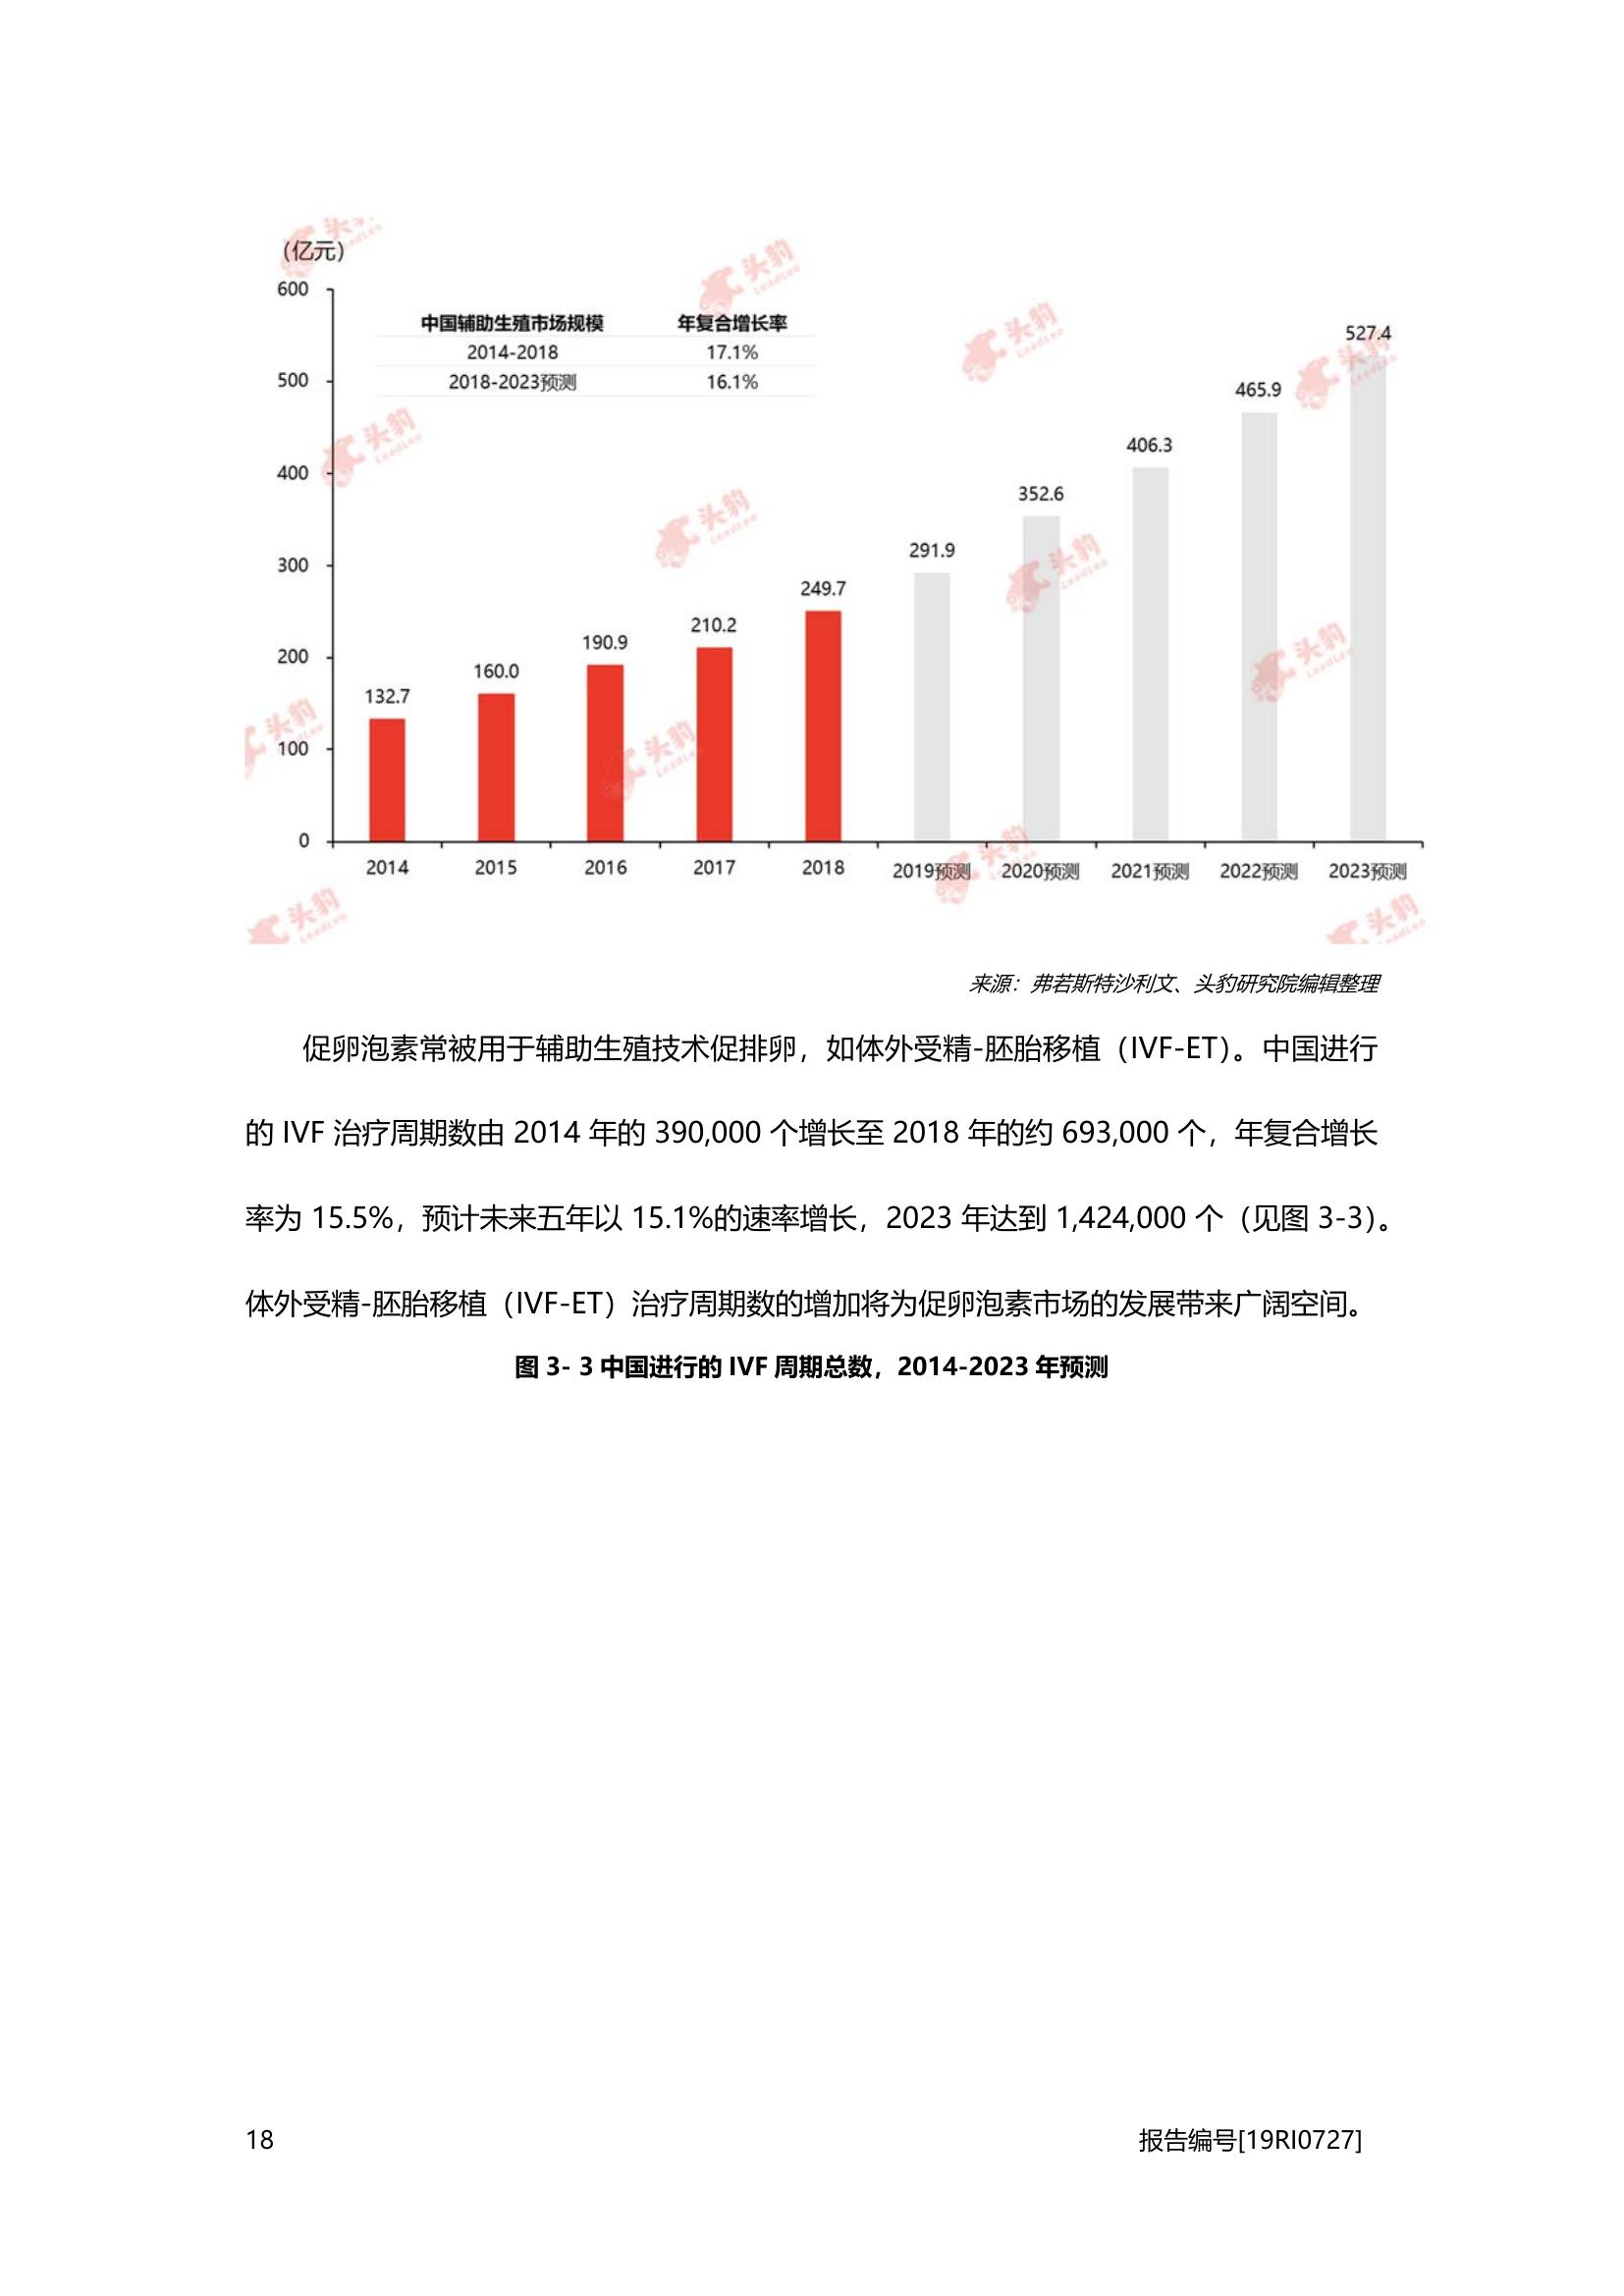 (亿元)
600
500
400
300
200
100
0
中国辅助生殖市场规模 年复合增长率
2014-2018 17.1%
2018-2023预测 16.1%
132.7
160.0
190.9
210.2
249.7
291.9
352.6
406.3
465.9
527.4
2014 2015 2016 2017 2018 2019预测 2020预测 2021预测 2022预测 2023预测
头豹
LeadLeo
来源：弗若斯特沙利文、头豹研究院编辑整理
促卵泡素常被用于辅助生殖技术促排卵，如体外受精-胚胎移植（IVF-ET）。中国进行
的 IVF 治疗周期数由 2014 年的 390,000 个增长至 2018 年的约 693,000 个，年复合增长
率为 15.5%，预计未来五年以 15.1%的速率增长，2023 年达到 1,424,000 个（见图 3-3）。
体外受精-胚胎移植（IVF-ET）治疗周期数的增加将为促卵泡素市场的发展带来广阔空间。
图 3- 3 中国进行的 IVF 周期总数，2014-2023 年预测
18 报告编号[19RI0727]